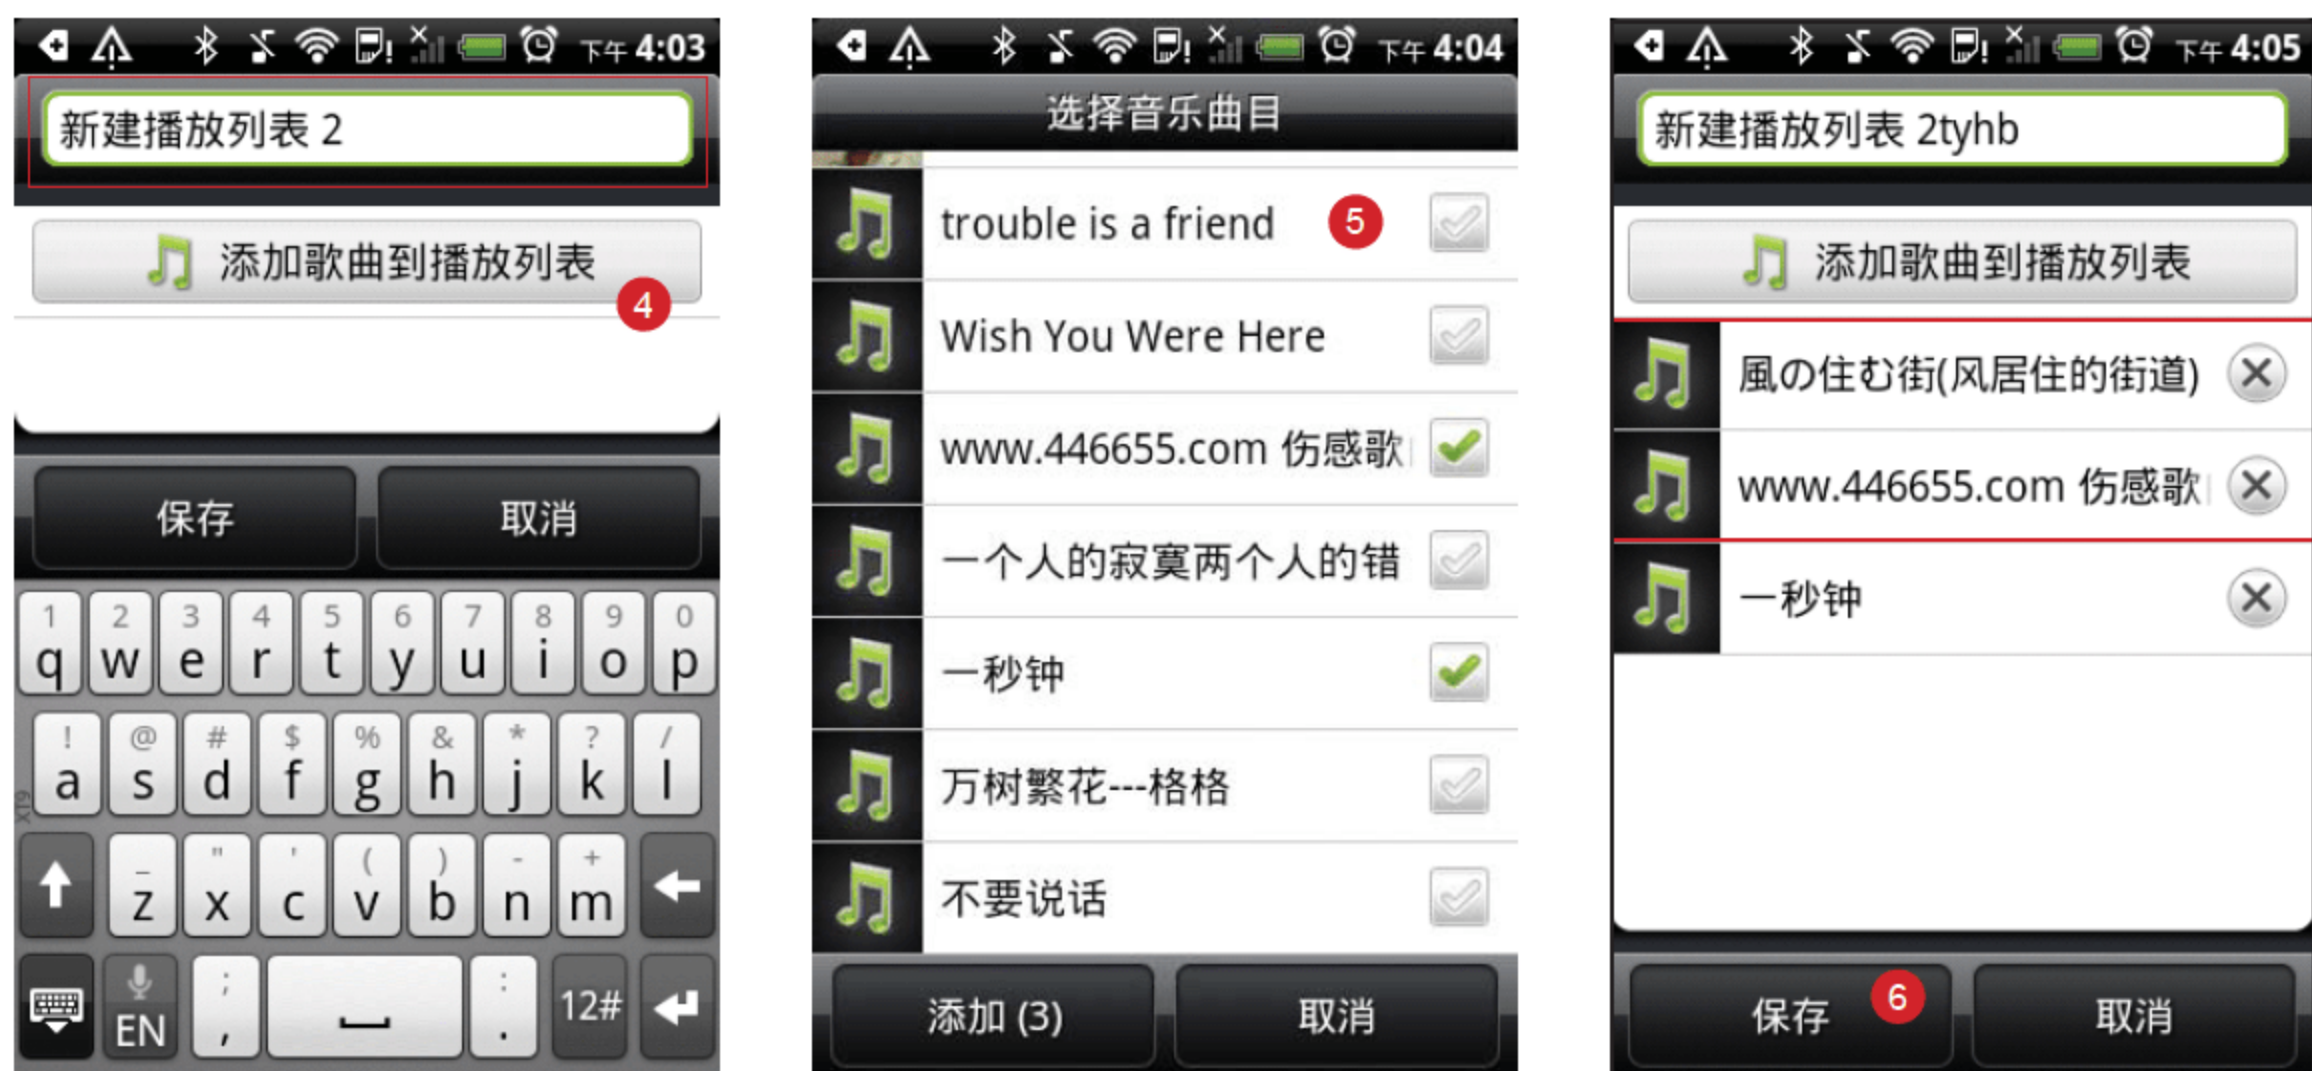 下午 4:03
新建播放列表 2
添加歌曲到播放列表
4
保存
取消
1 2 3 4 5 6 7 8 9 0
q w e r t y u i o p
! @ # $ % & * ? /
a s d f g h j k l
XT9
_ " ' ( ) - +
z x c v b n m
; :
EN , . 12#
下午 4:04
选择音乐曲目
trouble is a friend
5
Wish You Were Here
www.446655.com 伤感歌
一个人的寂寞两个人的错
一秒钟
万树繁花---格格
不要说话
添加 (3)
取消
下午 4:05
新建播放列表 2tyhb
添加歌曲到播放列表
風の住む街(风居住的街道)
www.446655.com 伤感歌
一秒钟
保存
6
取消